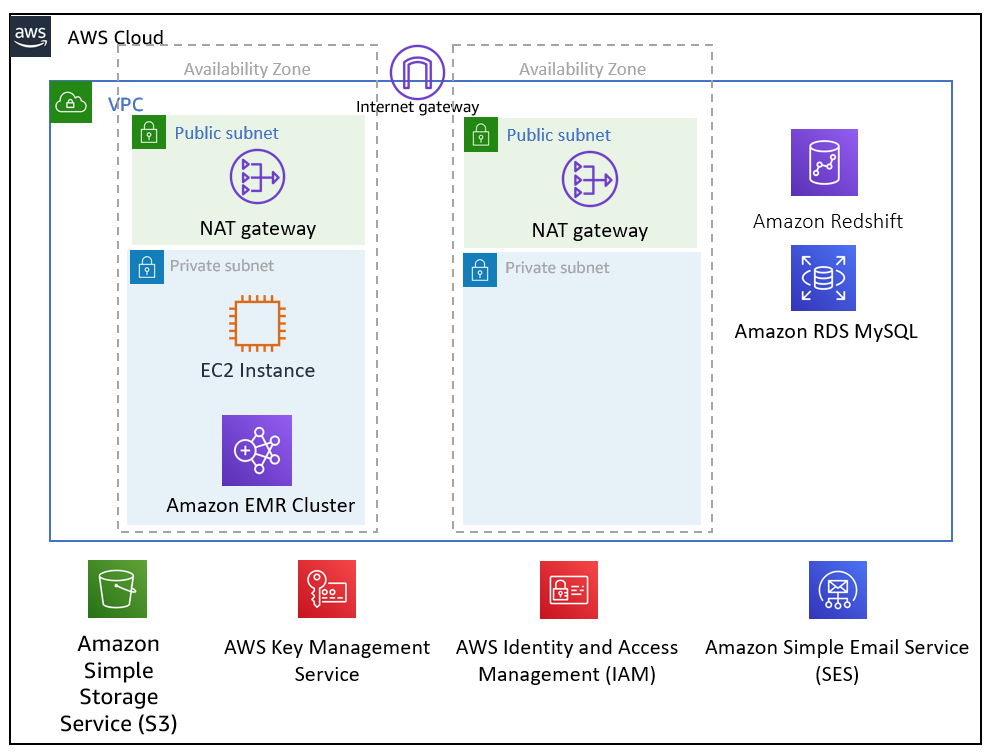 aws
AWS Cloud
Availability Zone
Availability Zone
Internet gateway
VPC
Public subnet
Public subnet
NAT gateway
NAT gateway
Private subnet
Private subnet
EC2 Instance
Amazon EMR Cluster
Amazon Redshift
Amazon RDS MySQL
Amazon
Simple
Storage
Service (S3)
AWS Key Management
Service
AWS Identity and Access
Management (IAM)
Amazon Simple Email Service
(SES)